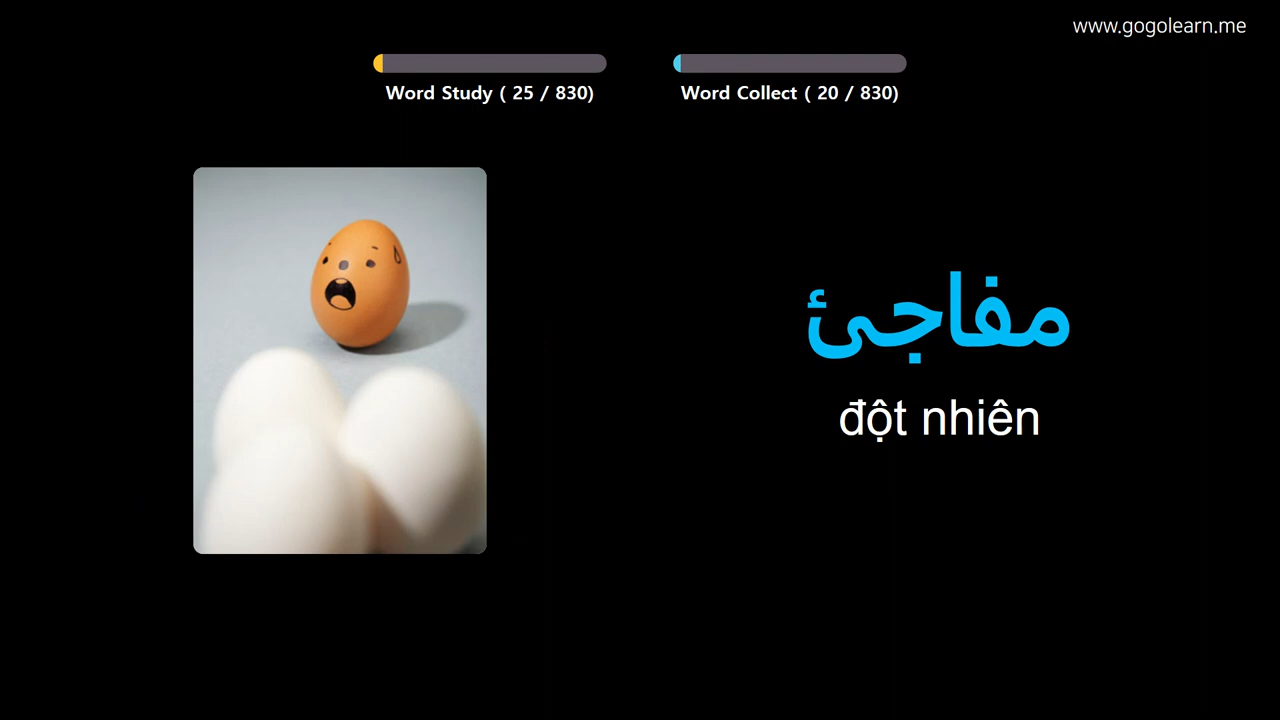 www.gogolearn.me
Word Study ( 25 / 830)
Word Collect ( 20 / 830)
مفاجئ
đột nhiên